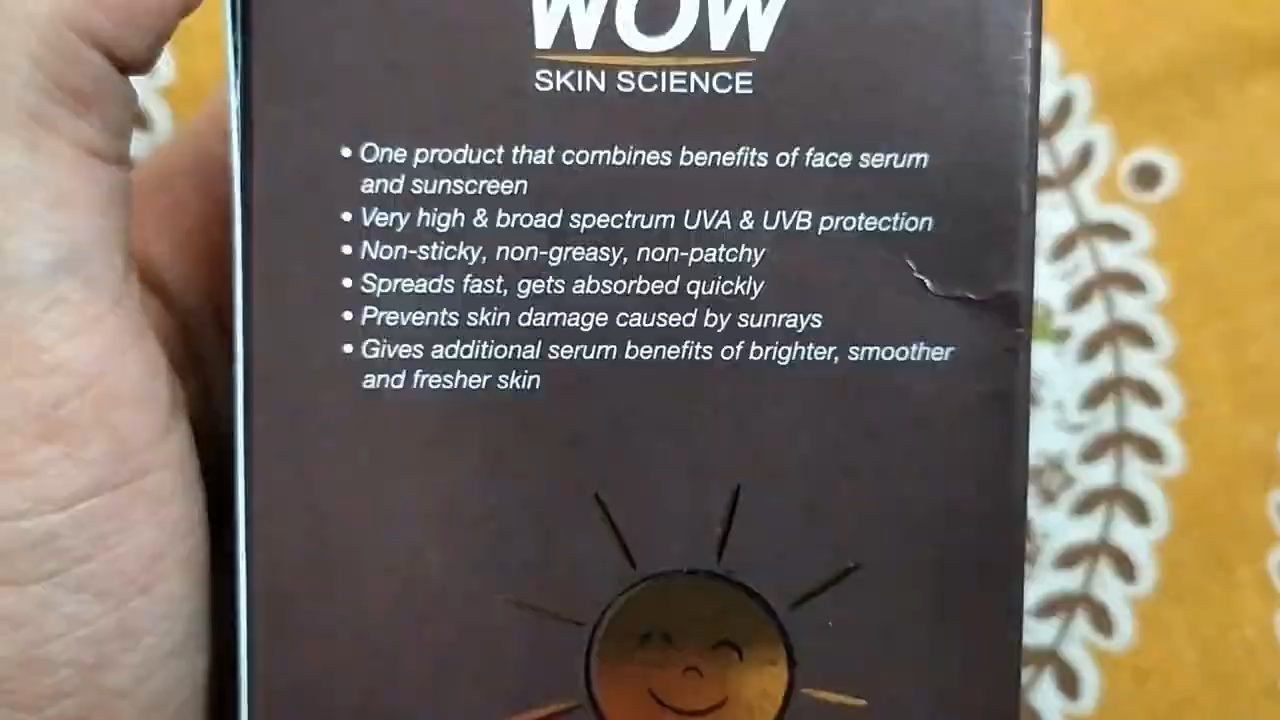 WOW
SKIN SCIENCE
• One product that combines benefits of face serum
and sunscreen
• Very high & broad spectrum UVA & UVB protection
• Non-sticky, non-greasy, non-patchy
• Spreads fast, gets absorbed quickly
• Prevents skin damage caused by sunrays
• Gives additional serum benefits of brighter, smoother
and fresher skin